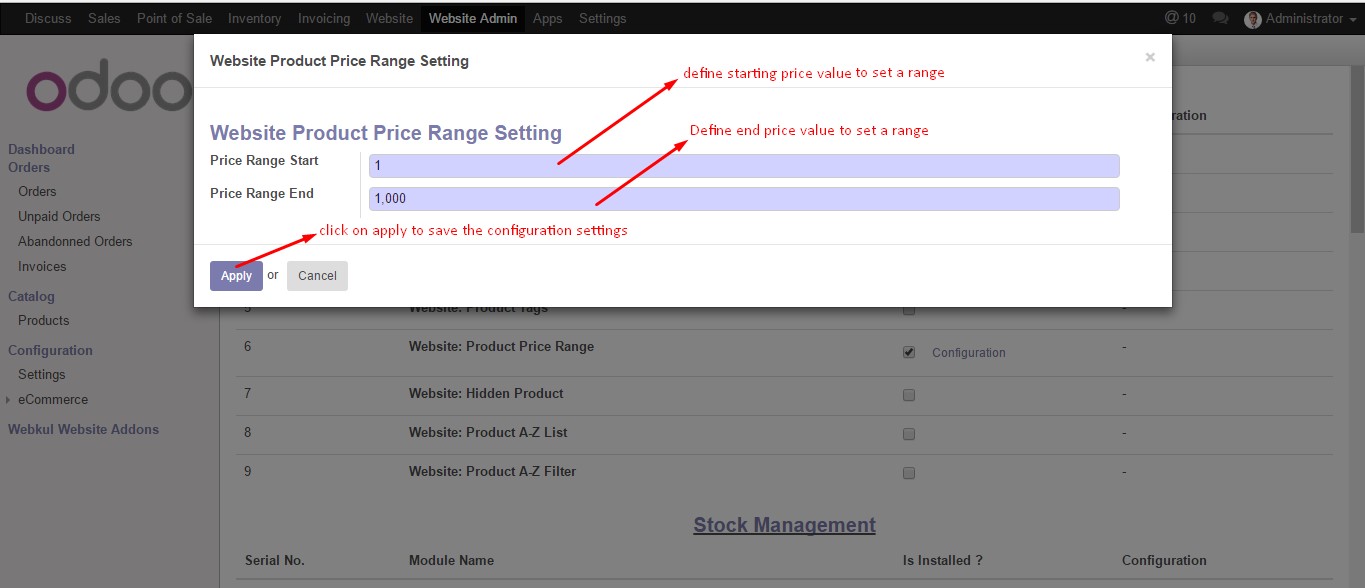 Discuss Sales Point of Sale Inventory Invoicing Website Website Admin Apps Settings @ 10 Administrator
odoo
Website Product Price Range Setting ×
define starting price value to set a range
Website Product Price Range Setting
Define end price value to set a range
Price Range Start 1
Price Range End 1,000
click on apply to save the configuration settings
Apply or Cancel
Dashboard
Orders
Orders
Unpaid Orders
Abandonned Orders
Invoices
Catalog
Products
Configuration
Settings
eCommerce
Webkul Website Addons
ration
5 Website: Product Tags -
6 Website: Product Price Range Configuration -
7 Website: Hidden Product -
8 Website: Product A-Z List -
9 Website: Product A-Z Filter -
Stock Management
Serial No. Module Name Is Installed ? Configuration